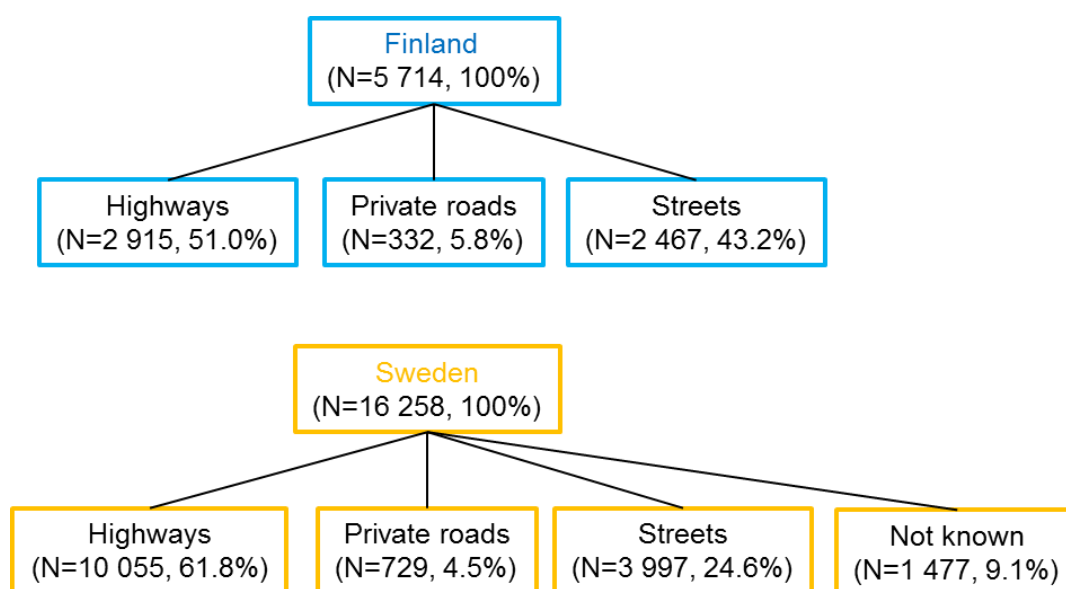 Finland
(N=5 714, 100%)
Highways
(N=2 915, 51.0%)
Private roads
(N=332, 5.8%)
Streets
(N=2 467, 43.2%)
Sweden
(N=16 258, 100%)
Highways
(N=10 055, 61.8%)
Private roads
(N=729, 4.5%)
Streets
(N=3 997, 24.6%)
Not known
(N=1 477, 9.1%)